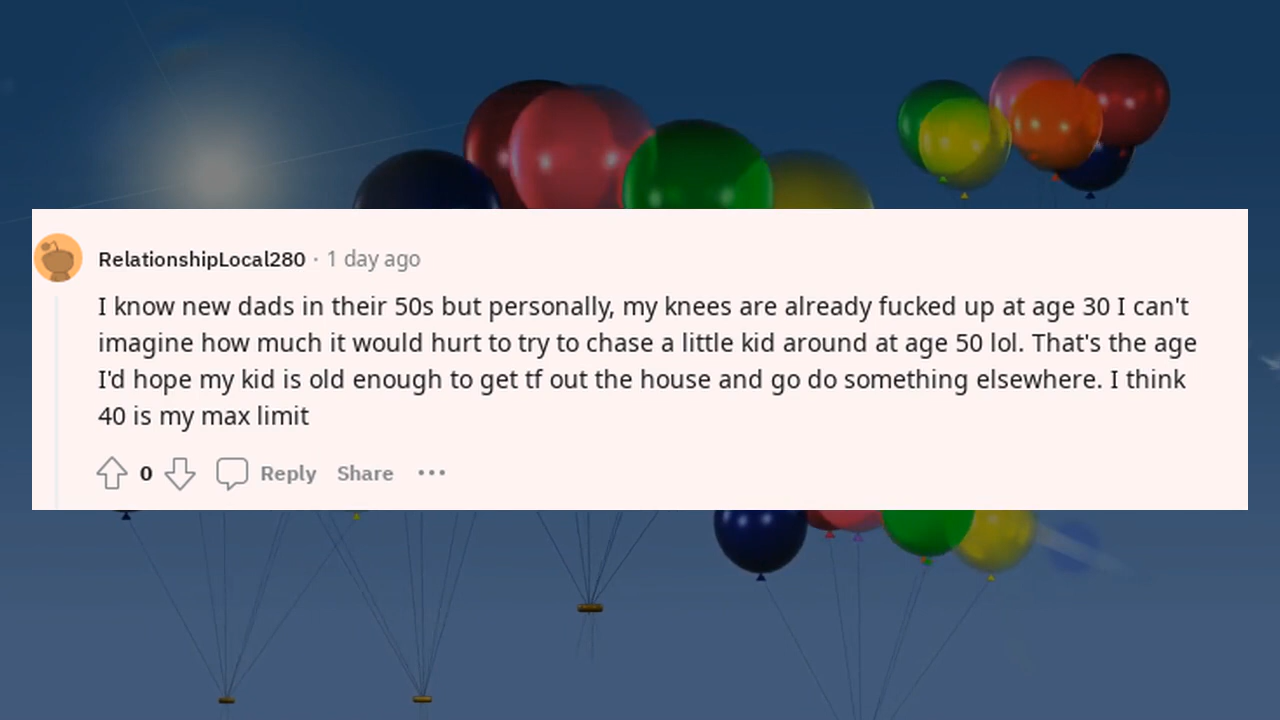 RelationshipLocal280 · 1 day ago
I know new dads in their 50s but personally, my knees are already fucked up at age 30 I can't
imagine how much it would hurt to try to chase a little kid around at age 50 lol. That's the age
I'd hope my kid is old enough to get tf out the house and go do something elsewhere. I think
40 is my max limit
0 Reply Share ···